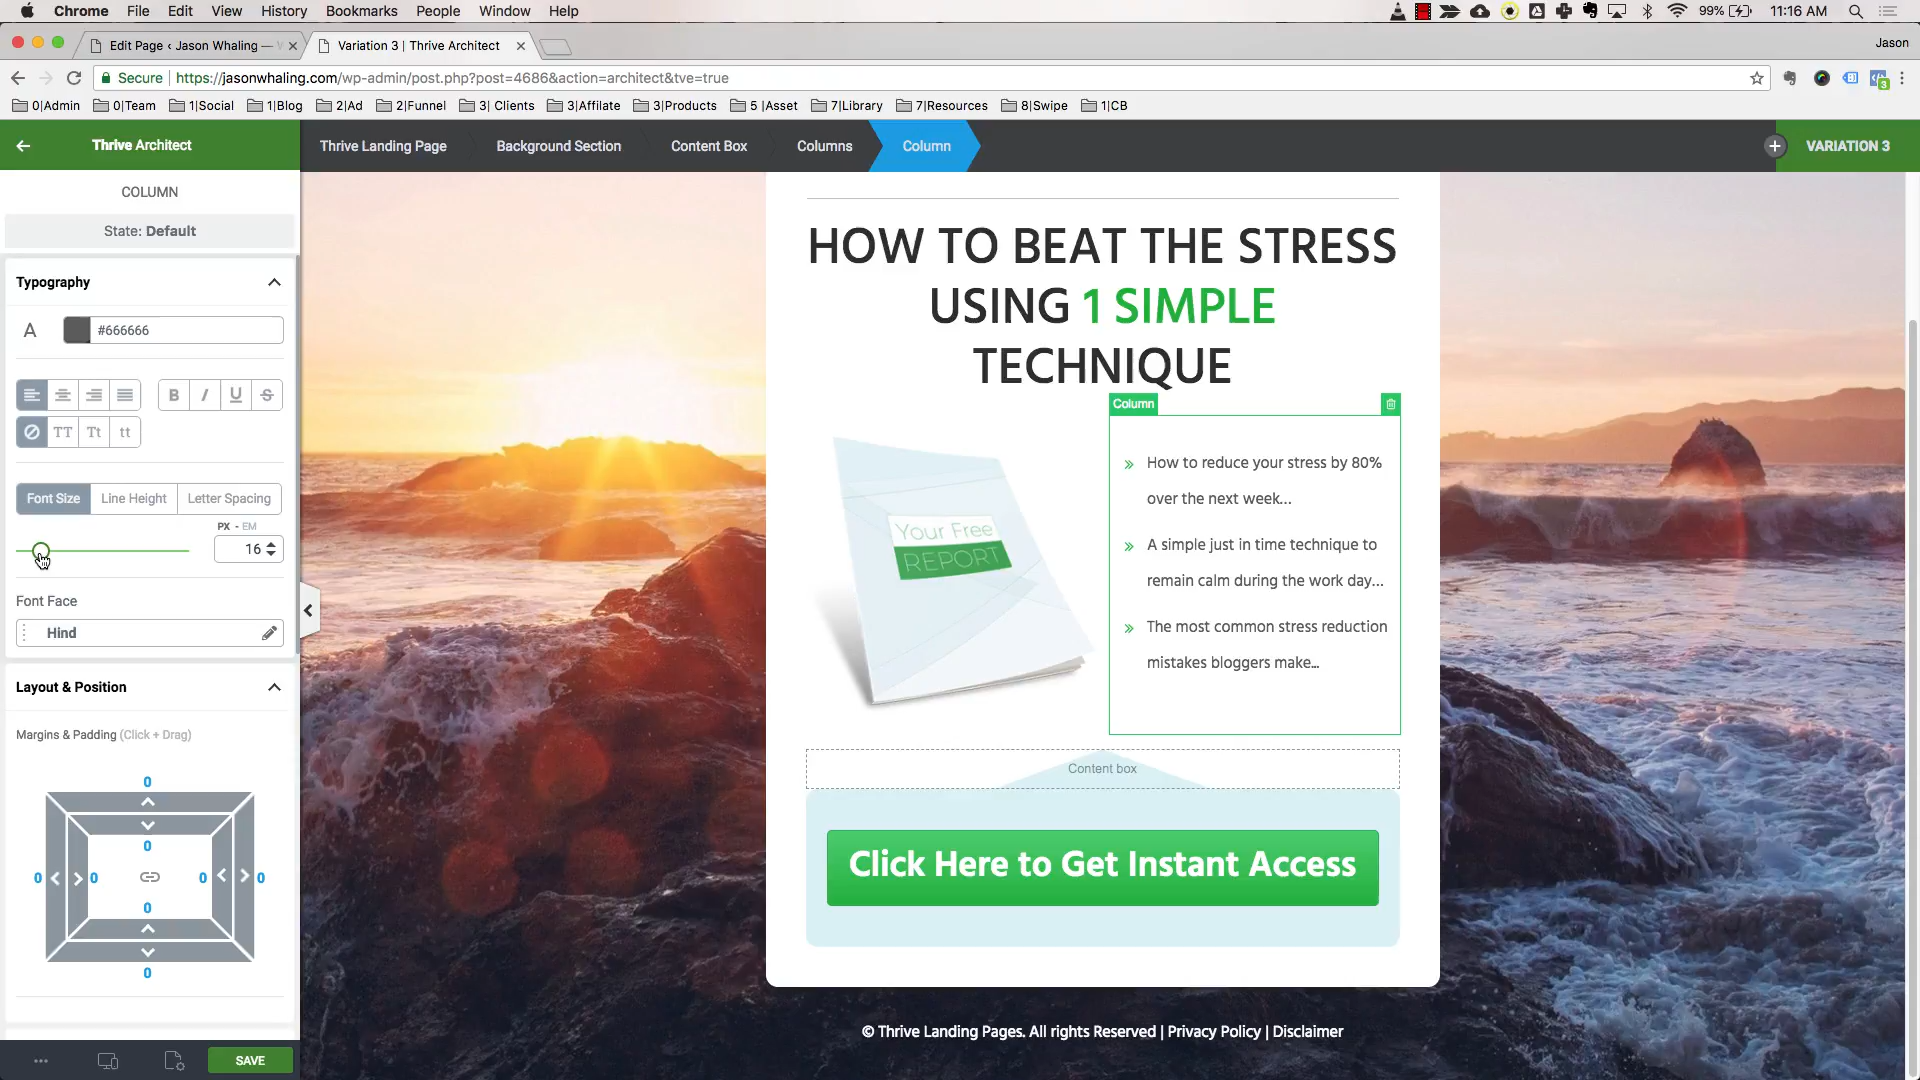 Chrome File Edit View History Bookmarks People Window Help 99% 11:16 AM
Edit Page ‹ Jason Whaling — Variation 3 | Thrive Architect Jason
Secure | https://jasonwhaling.com/wp-admin/post.php?post=4686&action=architect&tve=true 3
0|Admin 0|Team 1|Social 1|Blog 2|Ad 2|Funnel 3| Clients 3|Affilate 3|Products 5 |Asset 7|Library 7|Resources 8|Swipe 1|CB
Thrive Architect Thrive Landing Page Background Section Content Box Columns Column + VARIATION 3
COLUMN
State: Default
Typography
A #666666
B I U S
TT Tt tt
Font Size Line Height Letter Spacing
PX - EM
16
Font Face
Hind
Layout & Position
Margins & Padding (Click + Drag)
0
0
0 0 0 0
0
0
SAVE
HOW TO BEAT THE STRESS
USING 1 SIMPLE
TECHNIQUE
Column
Your Free
REPORT
How to reduce your stress by 80%
over the next week...
A simple just in time technique to
remain calm during the work day...
The most common stress reduction
mistakes bloggers make...
Content box
Click Here to Get Instant Access
© Thrive Landing Pages. All rights Reserved | Privacy Policy | Disclaimer